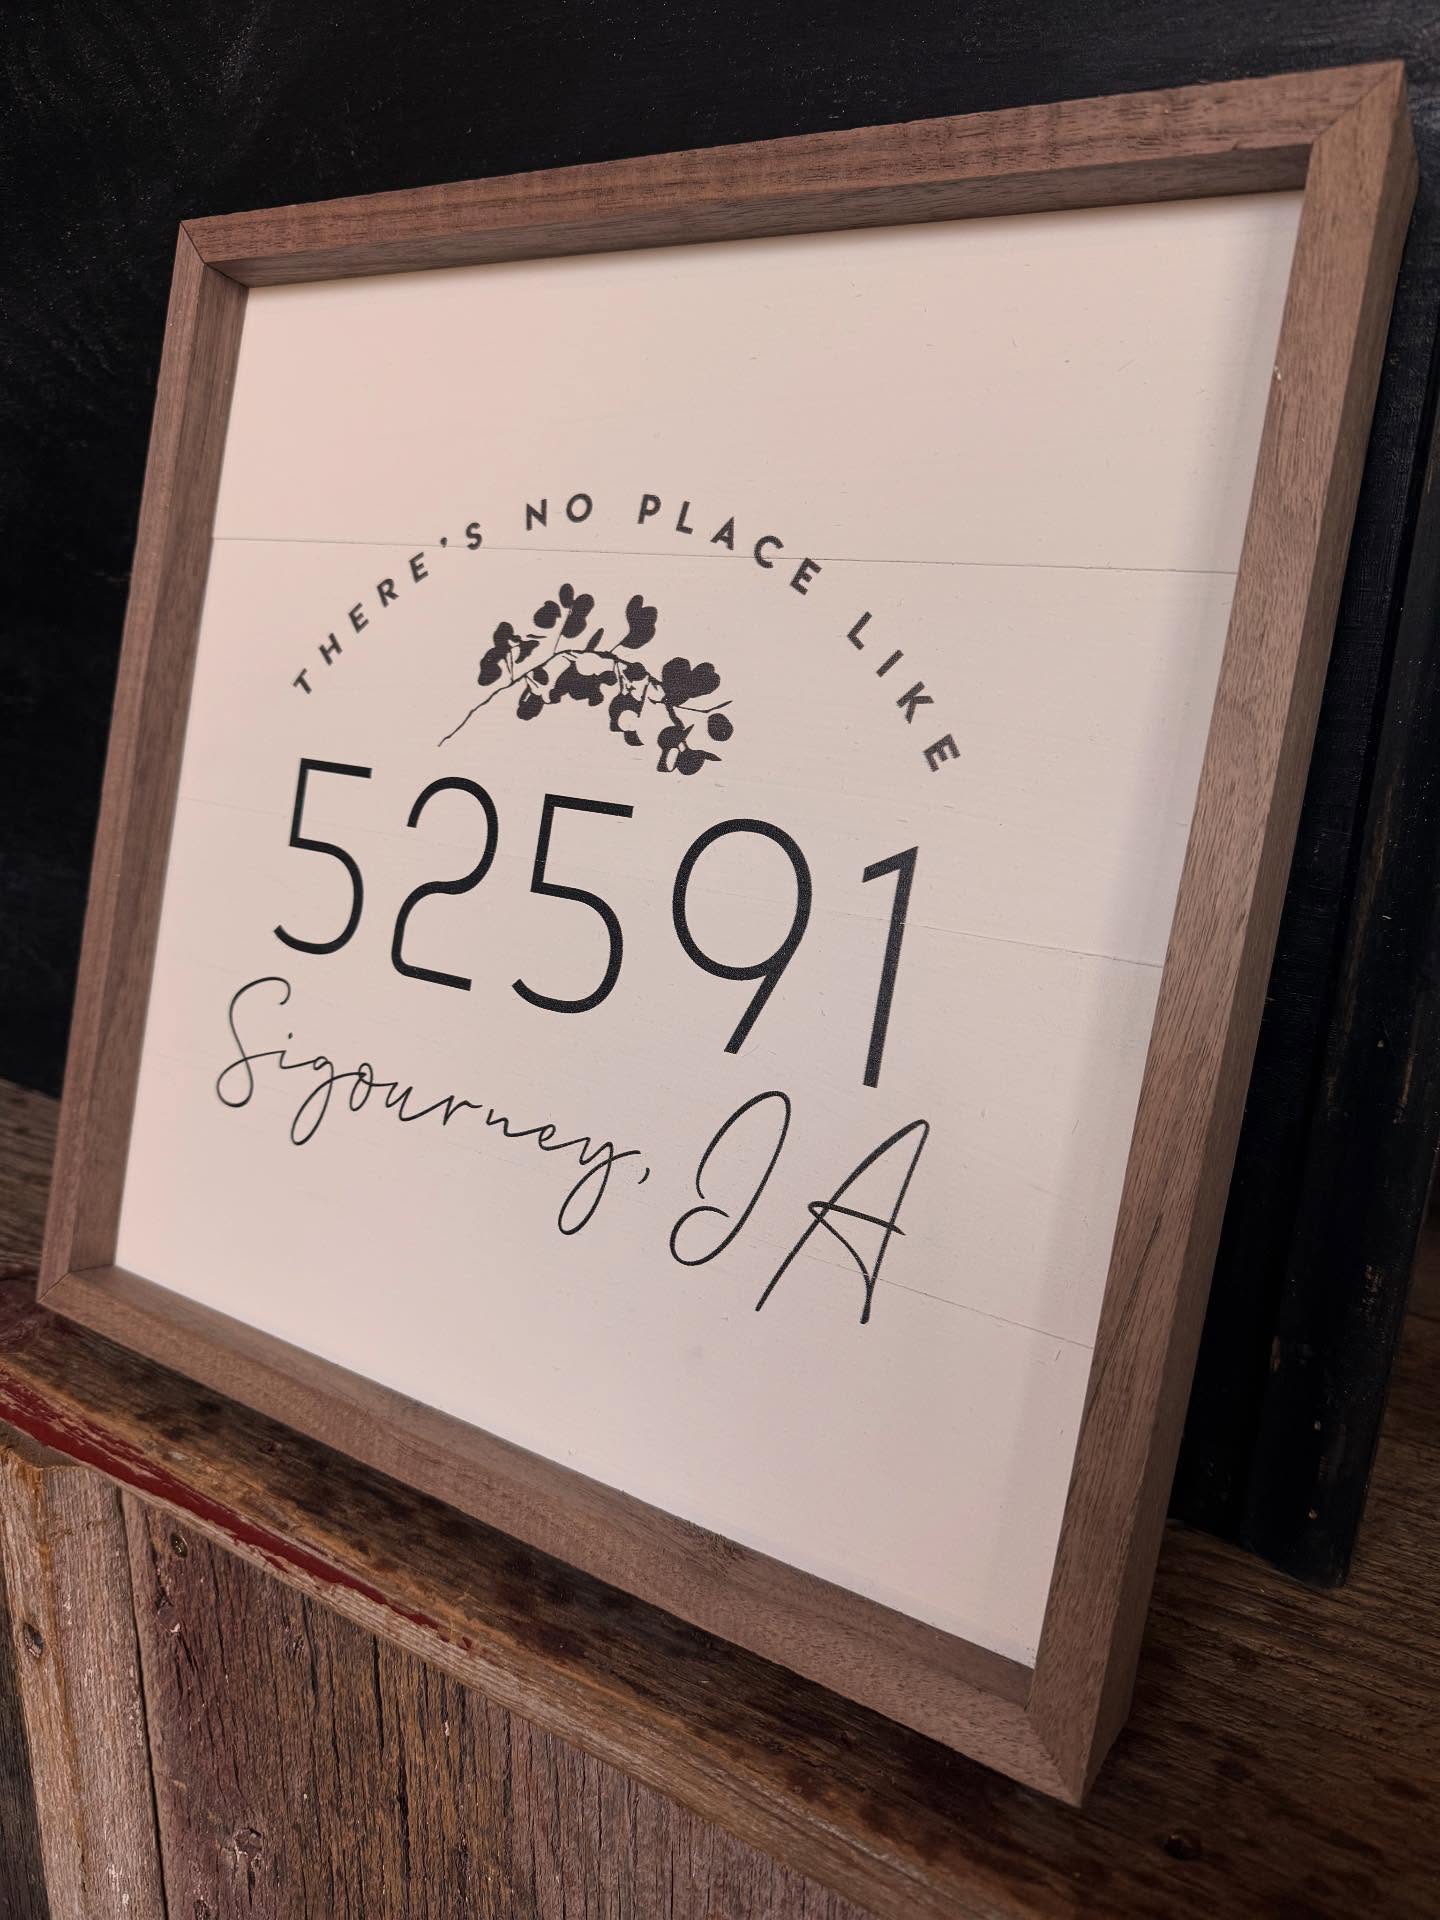 THERE'S NO PLACE LIKE
52591
Sigourney, IA